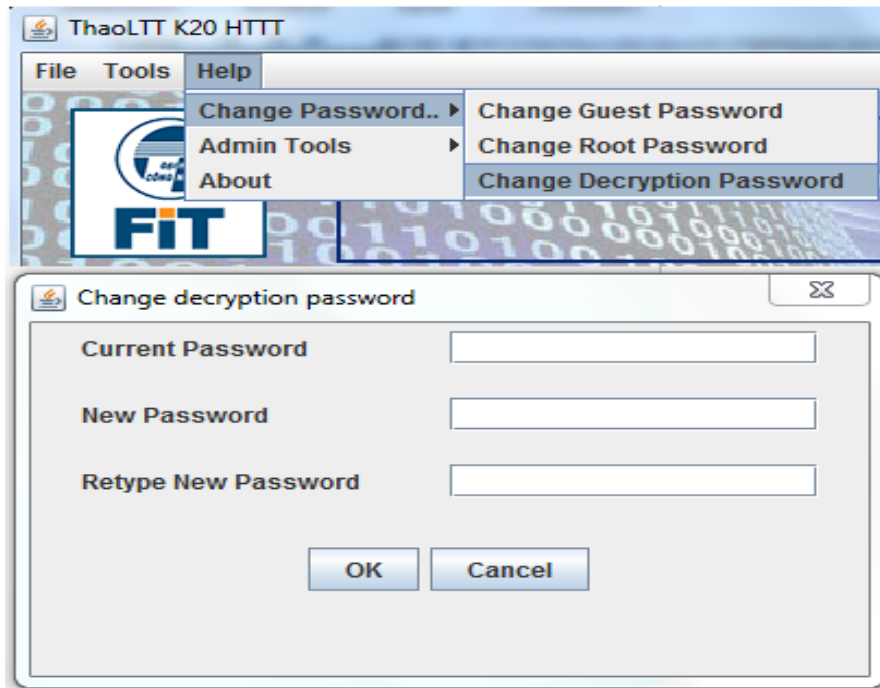 ThaoLTT K20 HTTT
File Tools Help
Change Password.. Change Guest Password
Admin Tools Change Root Password
About Change Decryption Password
FIT
Change decryption password
Current Password
New Password
Retype New Password
OK Cancel